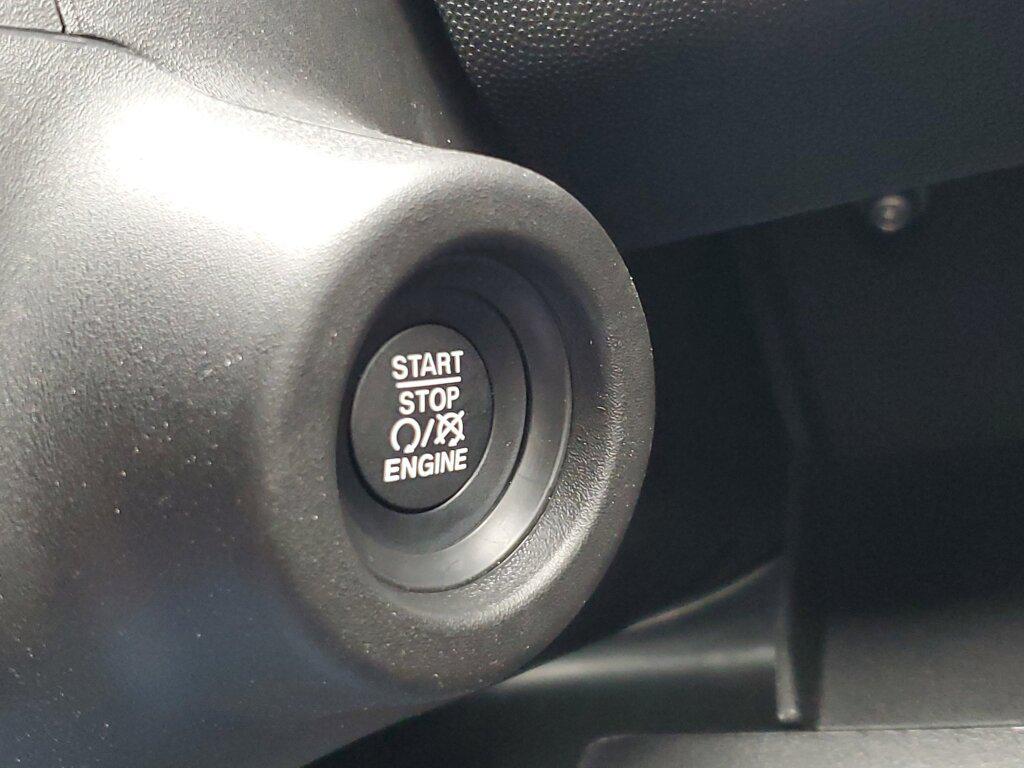 START
STOP
/
ENGINE